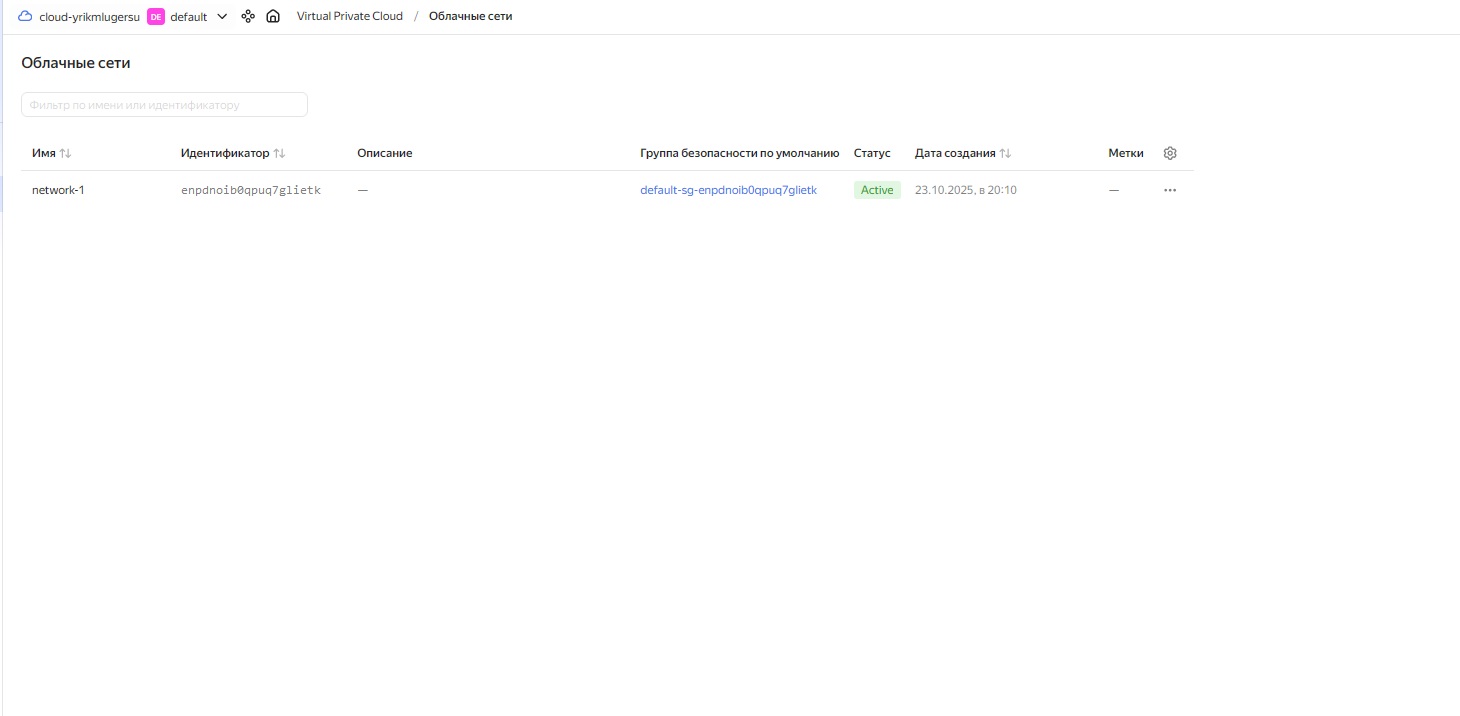 cloud-yrikmlugersu DE default Virtual Private Cloud / Облачные сети
Облачные сети
Фильтр по имени или идентификатору
Имя Идентификатор Описание Группа безопасности по умолчанию Статус Дата создания Метки
network-1 enpdnoib0qpuq7glietk — default-sg-enpdnoib0qpuq7glietk Active 23.10.2025, в 20:10 —